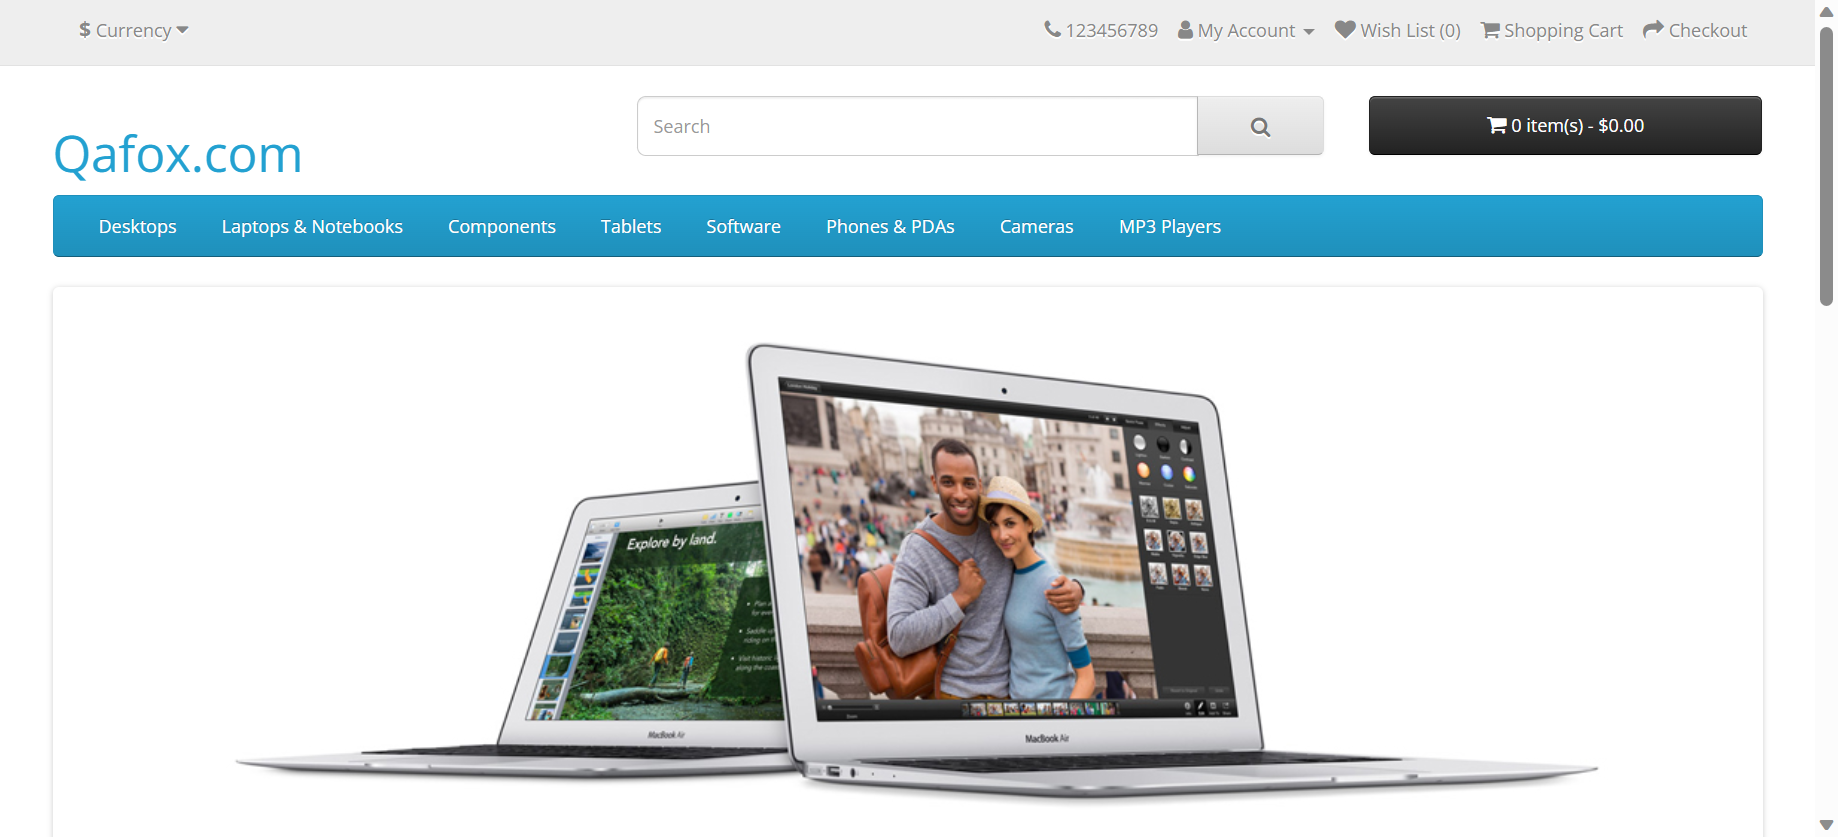 $ Currency
123456789 My Account Wish List (0) Shopping Cart Checkout
Qafox.com
Search
0 item(s) - $0.00
Desktops Laptops & Notebooks Components Tablets Software Phones & PDAs Cameras MP3 Players
Explore by land.
MacBook Air
MacBook Air